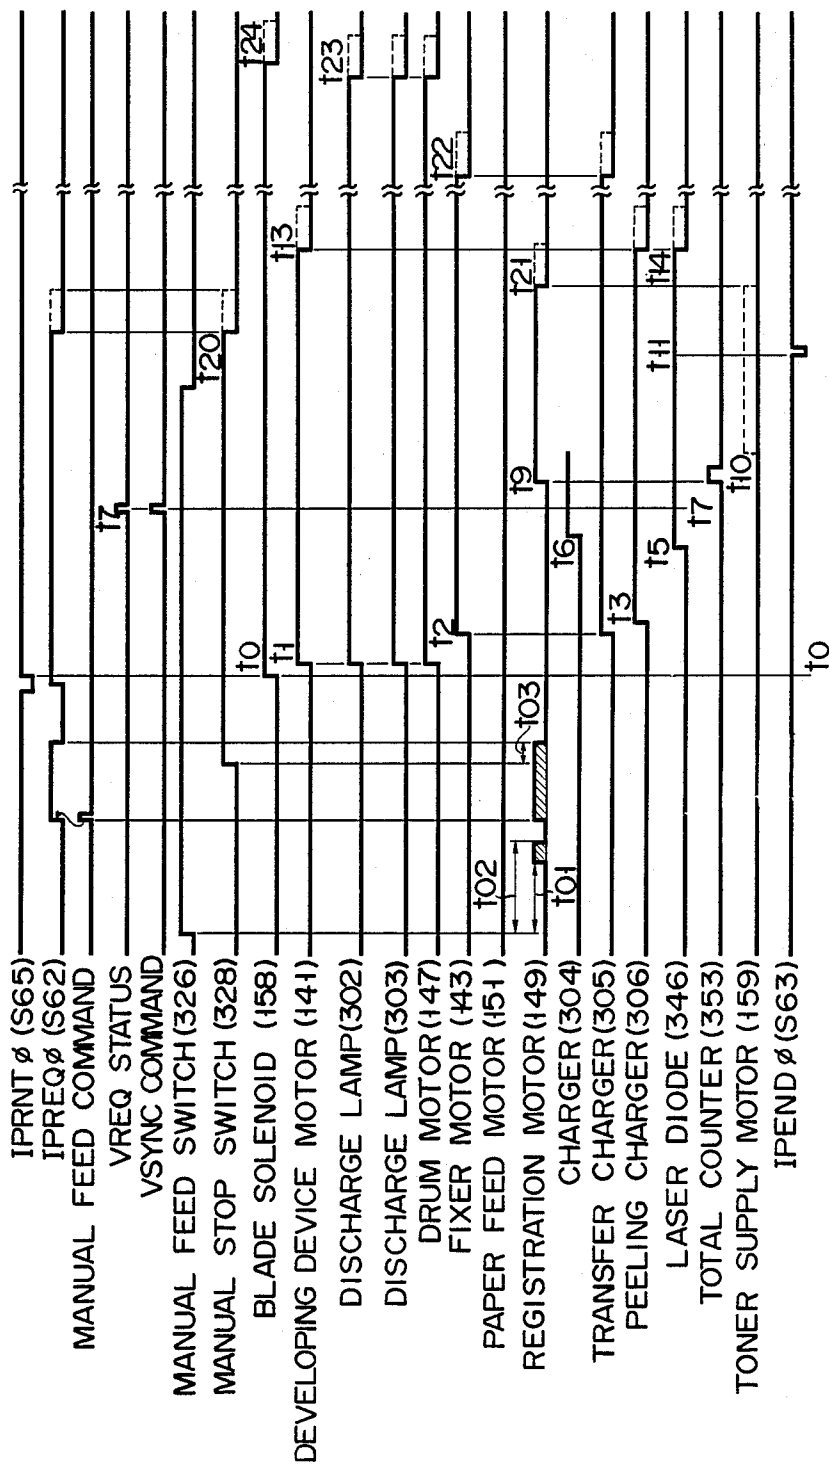 IPRNT ø (S65)
IPREQø (S62)
MANUAL FEED COMMAND
VREQ STATUS
VSYNC COMMAND
MANUAL FEED SWITCH (326)
MANUAL STOP SWITCH (328)
BLADE SOLENOID (158)
DEVELOPING DEVICE MOTOR (141)
DISCHARGE LAMP(302)
DISCHARGE LAMP(303)
DRUM MOTOR(147)
FIXER MOTOR (143)
PAPER FEED MOTOR (151)
REGISTRATION MOTOR(149)
CHARGER (304)
TRANSFER CHARGER(305)
PEELING CHARGER(306)
LASER DIODE (346)
TOTAL COUNTER (353)
TONER SUPPLY MOTOR (159)
IPEND ø (S63)
t7
t20
t0
t24
t1
t13
t23
t2
t22
t02
t01
t03
t9
t21
t6
t3
t5
t11
t14
t7
t10
t0